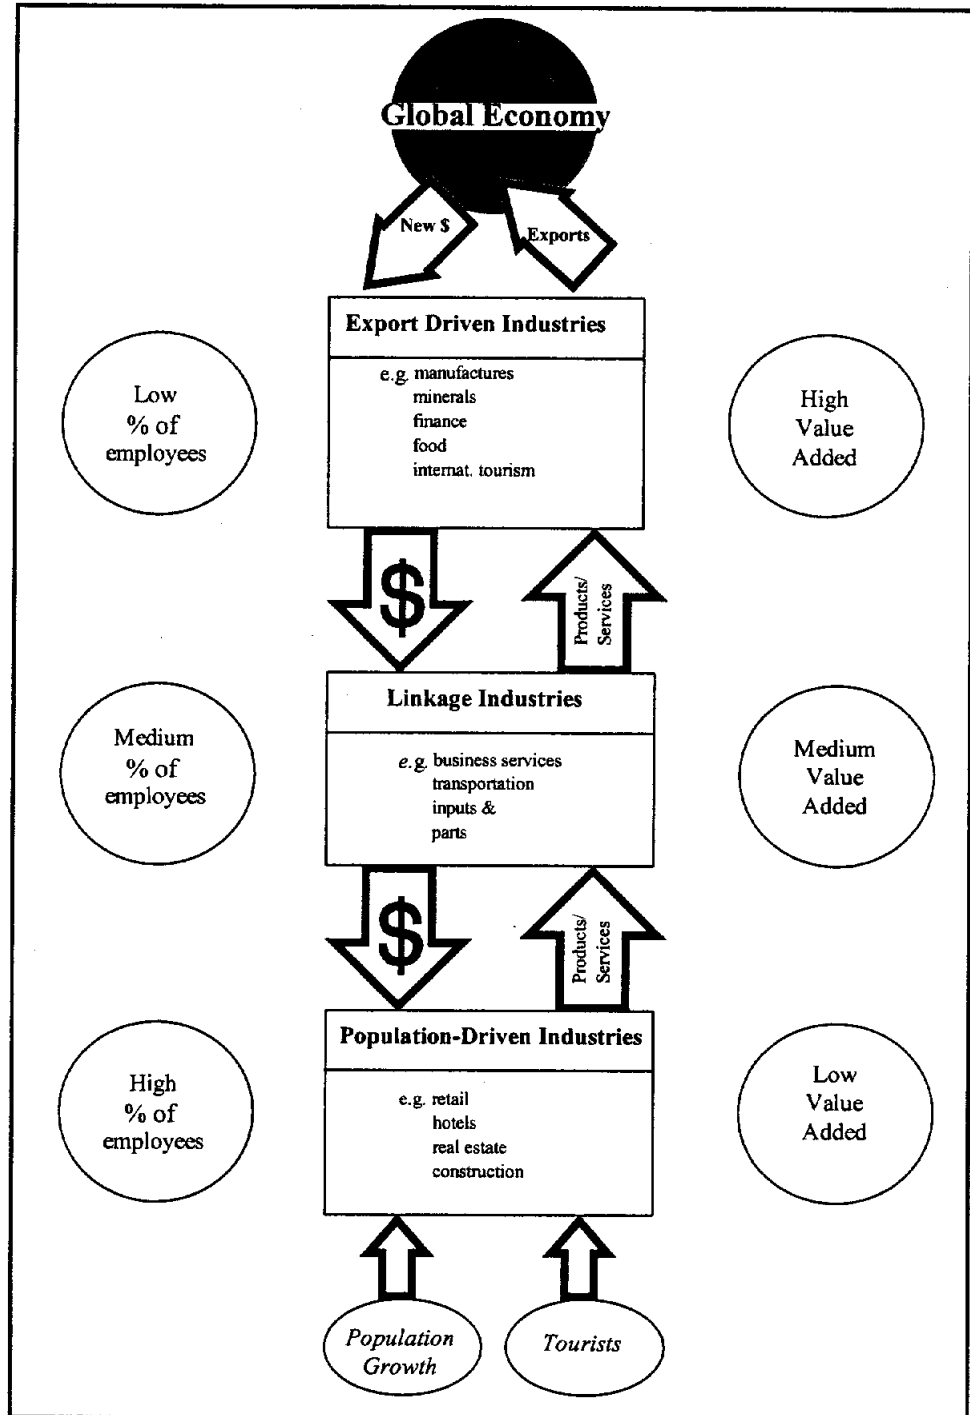 Global Economy
New $
Exports
Export Driven Industries
e.g. manufactures
minerals
finance
food
internat. tourism
Low
% of
employees
High
Value
Added
$
Products/
Services
Linkage Industries
e.g. business services
transportation
inputs &
parts
Medium
% of
employees
Medium
Value
Added
$
Products/
Services
Population-Driven Industries
e.g. retail
hotels
real estate
construction
High
% of
employees
Low
Value
Added
Population
Growth
Tourists